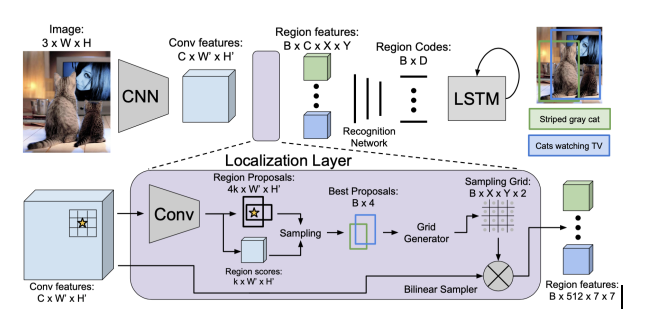 Image:
3 x W x H
CNN
Conv features:
C x W' x H'
Region features:
B x C x X x Y
Recognition
Network
Region Codes:
B x D
LSTM
Striped gray cat
Cats watching TV
Localization Layer
Conv features:
C x W' x H'
Conv
Region Proposals:
4k x W' x H'
Region scores:
k x W' x H'
Sampling
Best Proposals:
B x 4
Grid
Generator
Sampling Grid:
B x X x Y x 2
Bilinear Sampler
Region features:
B x 512 x 7 x 7